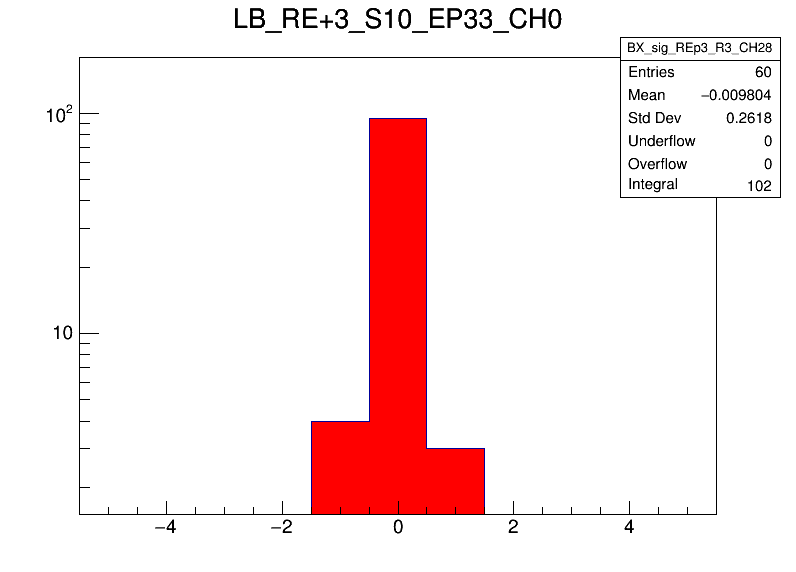 LB_RE+3_S10_EP33_CH0
BX_sig_REp3_R3_CH28
Entries 60
Mean −0.009804
Std Dev 0.2618
Underflow 0
Overflow 0
Integral 102
10²
10
−4 −2 0 2 4